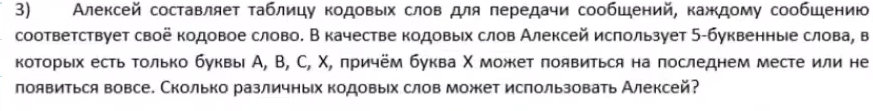 3) Алексей составляет таблицу кодовых слов для передачи сообщений, каждому сообщению
соответствует своё кодовое слово. В качестве кодовых слов Алексей использует 5-буквенные слова, в
которых есть только буквы A, B, C, X, причём буква X может появиться на последнем месте или не
появиться вовсе. Сколько различных кодовых слов может использовать Алексей?